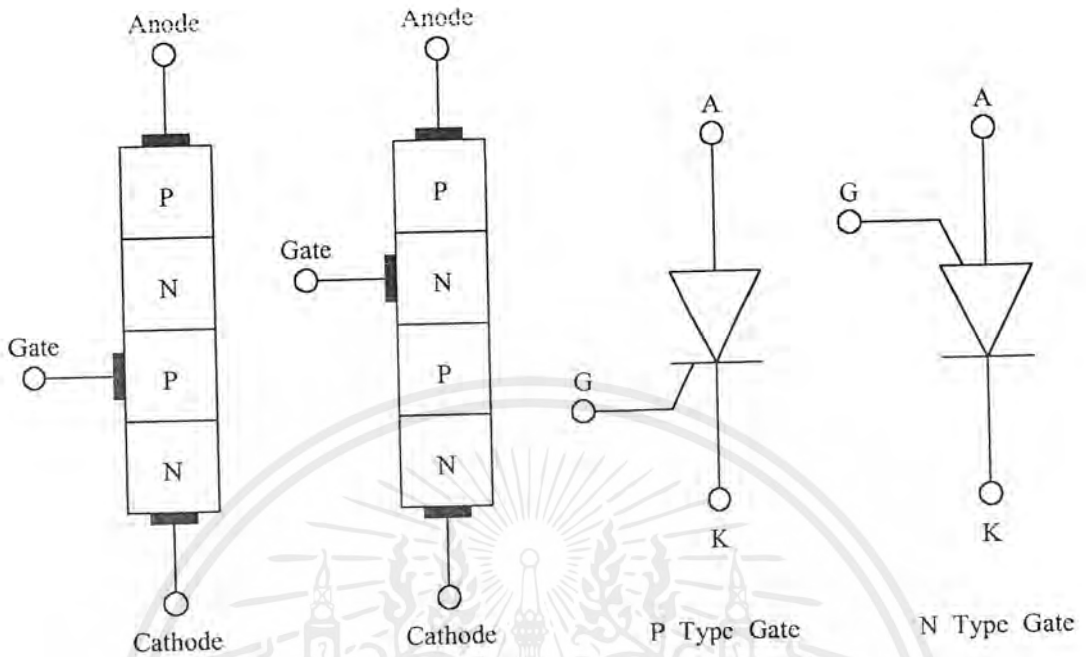 Anode
P
N
Gate
P
N
Cathode
Anode
P
Gate
N
P
N
Cathode
A
G
K
P Type Gate
A
G
K
N Type Gate